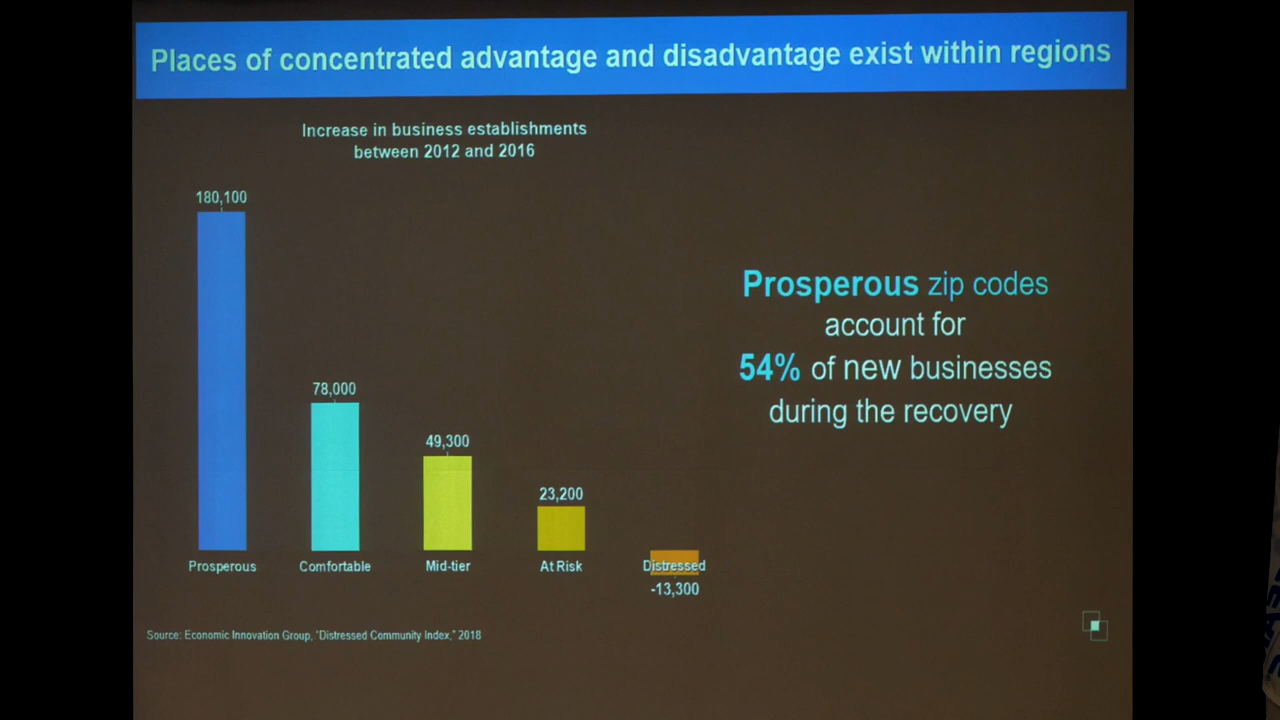 Places of concentrated advantage and disadvantage exist within regions
Increase in business establishments
between 2012 and 2016
180,100
78,000
49,300
23,200
Prosperous
Comfortable
Mid-tier
At Risk
Distressed
-13,300
Prosperous zip codes
account for
54% of new businesses
during the recovery
Source: Economic Innovation Group, "Distressed Community Index," 2018